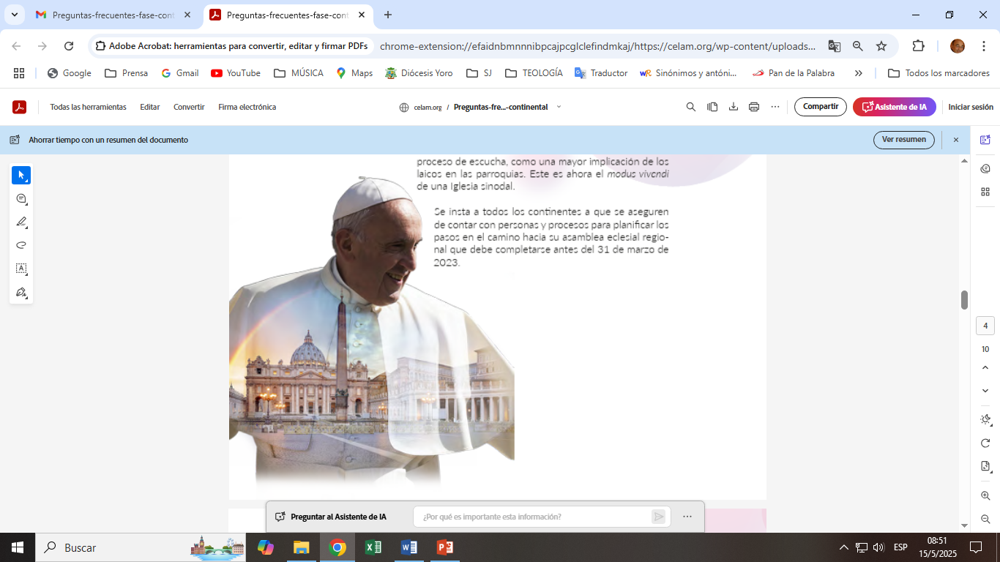 Preguntas-frecuentes-fase-cont
Preguntas-frecuentes-fase-cont
Adobe Acrobat: herramientas para convertir, editar y firmar PDFs
chrome-extension://efaidnbmnnnibpcajpcglclefindmkaj/https://celam.org/wp-content/uploads...
Google
Prensa
Gmail
YouTube
MÚSICA
Maps
Diócesis Yoro
SJ
TEOLOGÍA
Traductor
Sinónimos y antóni...
Pan de la Palabra
Todos los marcadores
Todas las herramientas
Editar
Convertir
Firma electrónica
celam.org / Preguntas-fre...-continental
Compartir
Asistente de IA
Iniciar sesión
Ahorrar tiempo con un resumen del documento
Ver resumen
proceso de escucha, como una mayor implicación de los
laicos en las parroquias. Este es ahora el modus vivendi
de una Iglesia sinodal.
Se insta a todos los continentes a que se aseguren
de contar con personas y procesos para planificar los
pasos en el camino hacia su asamblea eclesial regio-
nal que debe completarse antes del 31 de marzo de
2023.
4
10
Preguntar al Asistente de IA
¿Por qué es importante esta información?
Buscar
ESP
08:51
15/5/2025